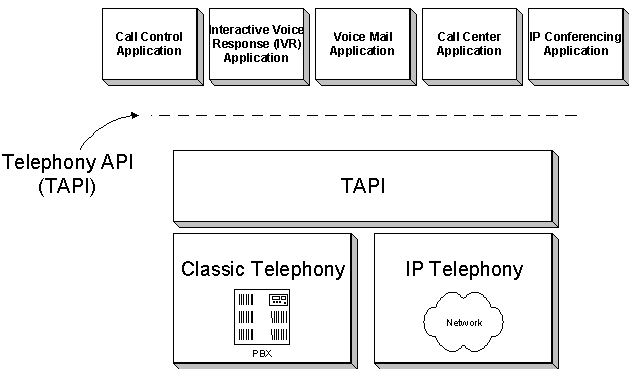 Call Control
Application
Interactive Voice
Response (IVR)
Application
Voice Mail
Application
Call Center
Application
IP Conferencing
Application
Telephony API
(TAPI)
TAPI
Classic Telephony
PBX
IP Telephony
Network